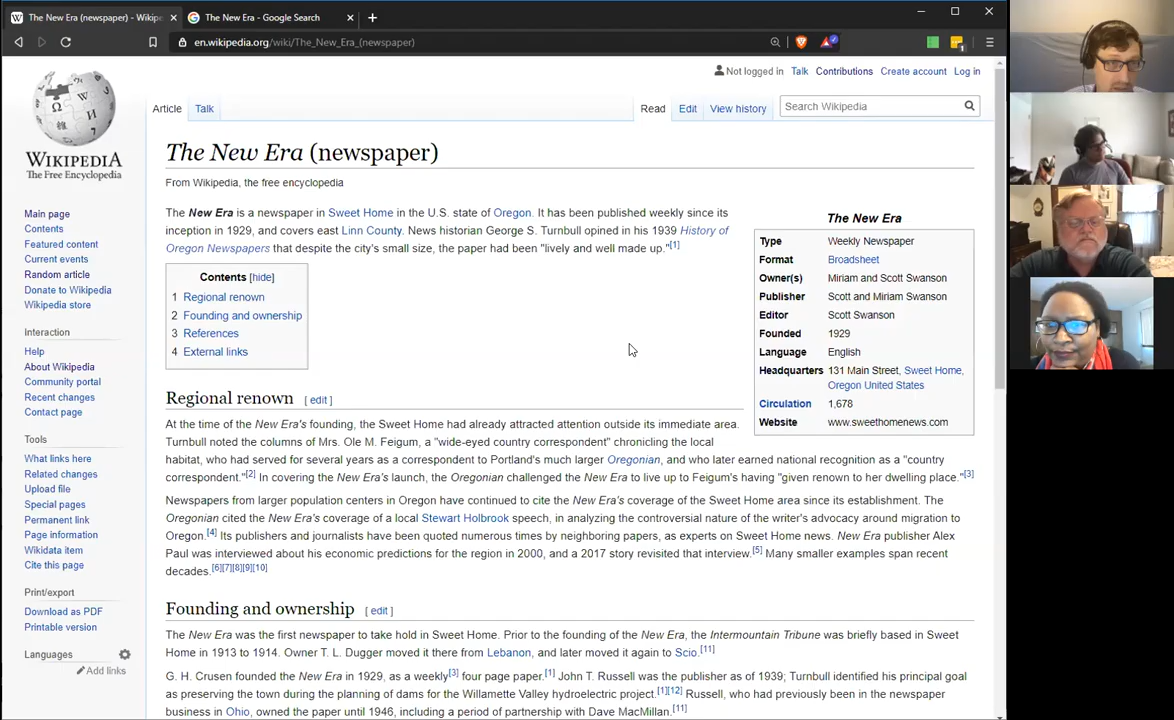 The New Era (newspaper) - Wikipe
The New Era - Google Search
en.wikipedia.org/wiki/The_New_Era_(newspaper)
Not logged in Talk Contributions Create account Log in
Article Talk Read Edit View history Search Wikipedia
WIKIPEDIA
The Free Encyclopedia
Main page
Contents
Featured content
Current events
Random article
Donate to Wikipedia
Wikipedia store
Interaction
Help
About Wikipedia
Community portal
Recent changes
Contact page
Tools
What links here
Related changes
Upload file
Special pages
Permanent link
Page information
Wikidata item
Cite this page
Print/export
Download as PDF
Printable version
Languages
Add links
The New Era (newspaper)
From Wikipedia, the free encyclopedia
The New Era is a newspaper in Sweet Home in the U.S. state of Oregon. It has been published weekly since its
inception in 1929, and covers east Linn County. News historian George S. Turnbull opined in his 1939 History of
Oregon Newspapers that despite the city's small size, the paper had been "lively and well made up."[1]
Contents [hide]
1 Regional renown
2 Founding and ownership
3 References
4 External links
The New Era
Type Weekly Newspaper
Format Broadsheet
Owner(s) Miriam and Scott Swanson
Publisher Scott and Miriam Swanson
Editor Scott Swanson
Founded 1929
Language English
Headquarters 131 Main Street, Sweet Home,
Oregon United States
Circulation 1,678
Website www.sweethomenews.com
Regional renown [ edit ]
At the time of the New Era's founding, the Sweet Home had already attracted attention outside its immediate area.
Turnbull noted the columns of Mrs. Ole M. Feigum, a "wide-eyed country correspondent" chronicling the local
habitat, who had served for several years as a correspondent to Portland's much larger Oregonian, and who later earned national recognition as a "country
correspondent."[2] In covering the New Era's launch, the Oregonian challenged the New Era to live up to Feigum's having "given renown to her dwelling place."[3]
Newspapers from larger population centers in Oregon have continued to cite the New Era's coverage of the Sweet Home area since its establishment. The
Oregonian cited the New Era's coverage of a local Stewart Holbrook speech, in analyzing the controversial nature of the writer's advocacy around migration to
Oregon.[4] Its publishers and journalists have been quoted numerous times by neighboring papers, as experts on Sweet Home news. New Era publisher Alex
Paul was interviewed about his economic predictions for the region in 2000, and a 2017 story revisited that interview.[5] Many smaller examples span recent
decades.[6][7][8][9][10]
Founding and ownership [ edit ]
The New Era was the first newspaper to take hold in Sweet Home. Prior to the founding of the New Era, the Intermountain Tribune was briefly based in Sweet
Home in 1913 to 1914. Owner T. L. Dugger moved it there from Lebanon, and later moved it again to Scio.[11]
G. H. Crusen founded the New Era in 1929, as a weekly[3] four page paper.[1] John T. Russell was the publisher as of 1939; Turnbull identified his principal goal
as preserving the town during the planning of dams for the Willamette Valley hydroelectric project.[1][12] Russell, who had previously been in the newspaper
business in Ohio, owned the paper until 1946, including a period of partnership with Dave MacMillan.[11]